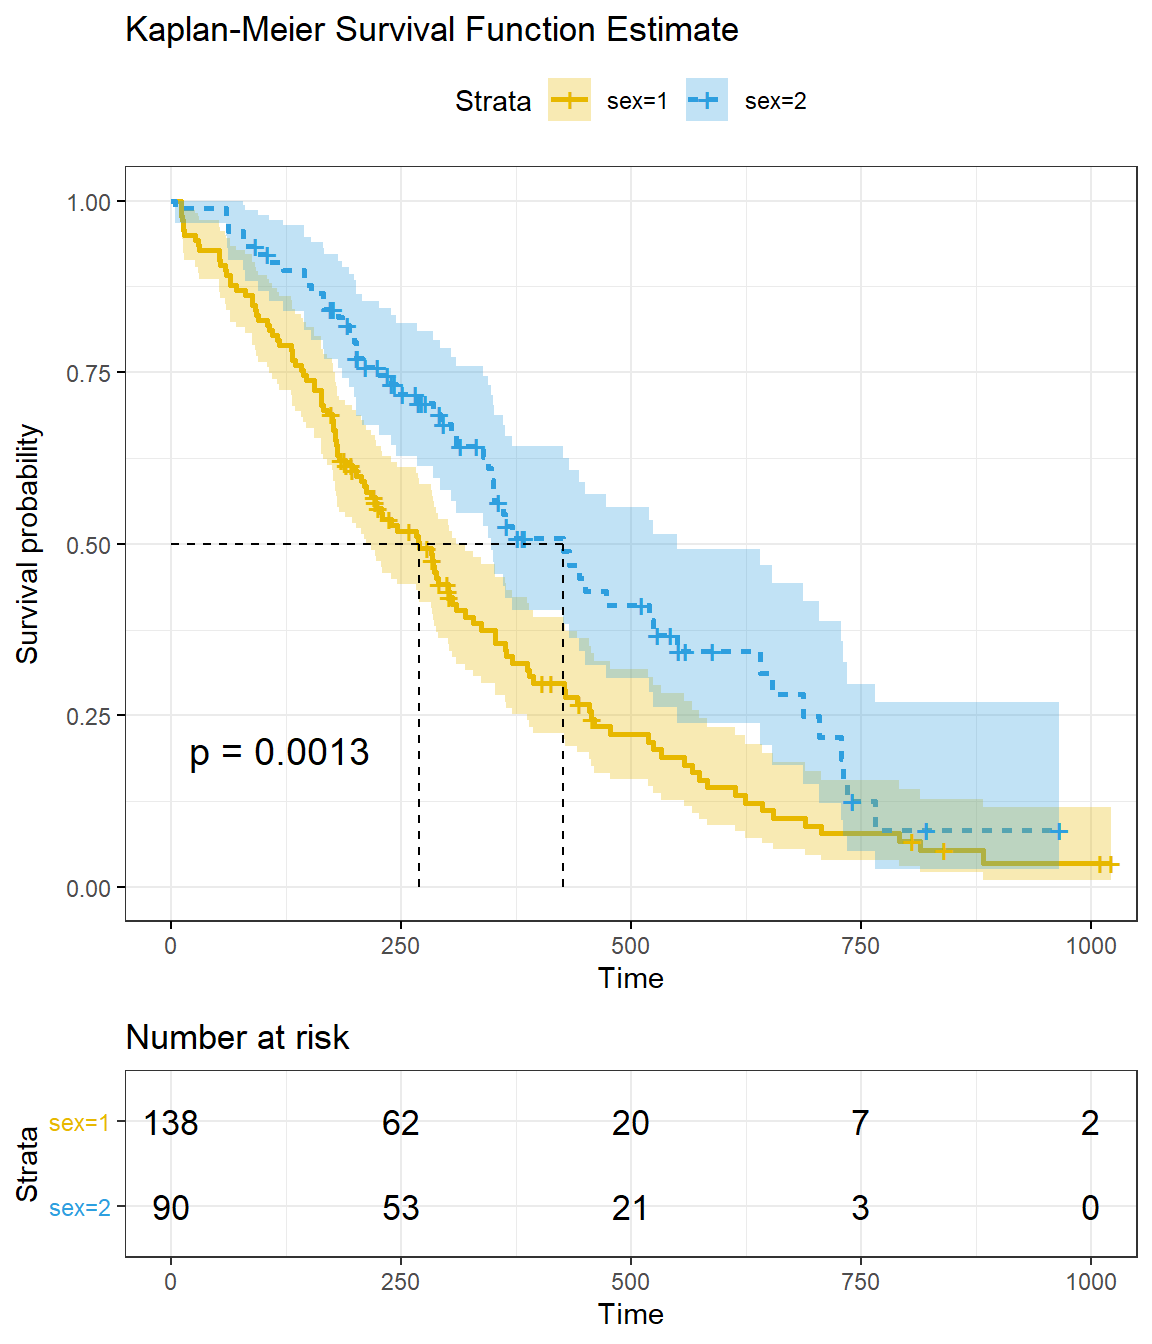 Kaplan-Meier Survival Function Estimate
Strata sex=1 sex=2
Survival probability
1.00
0.75
0.50
0.25
0.00
p = 0.0013
0 250 500 750 1000
Time
Number at risk
Strata
sex=1 138 62 20 7 2
sex=2 90 53 21 3 0
0 250 500 750 1000
Time